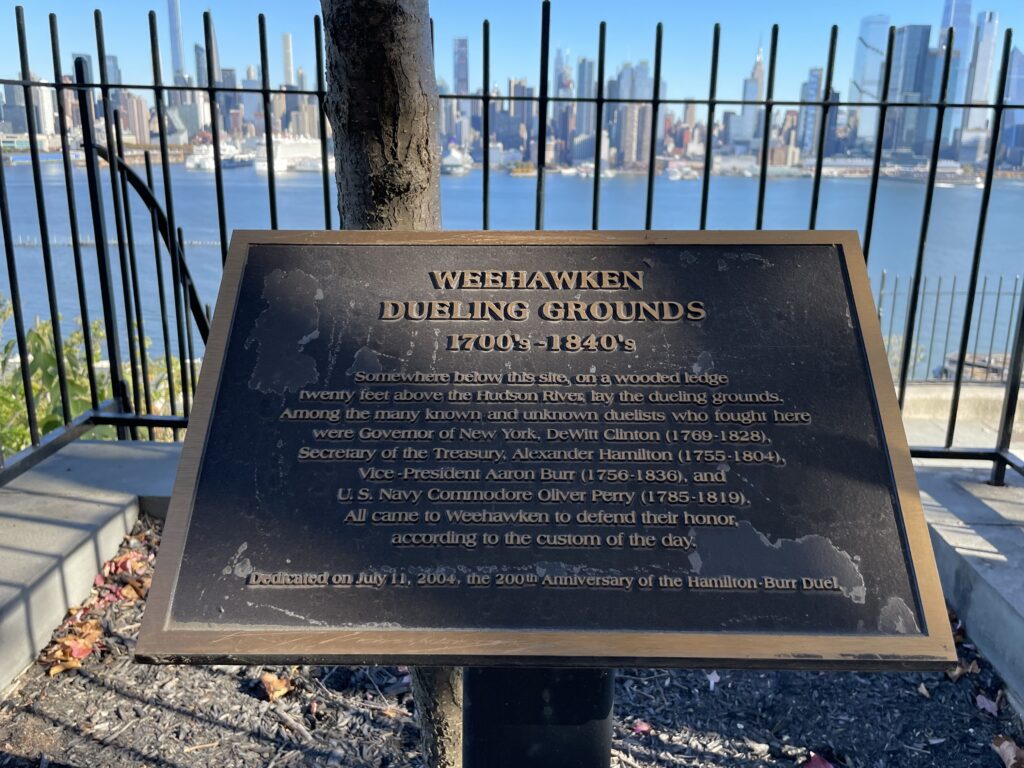 WEEHAWKEN
DUELING GROUNDS
1700's-1840's
Somewhere below this site, on a wooded ledge
twenty feet above the Hudson River, lay the dueling grounds.
Among the many known and unknown duelists who fought here
were Governor of New York, DeWitt Clinton (1769-1828),
Secretary of the Treasury, Alexander Hamilton (1755-1804),
Vice-President Aaron Burr (1756-1836), and
U.S. Navy Commodore Oliver Perry (1785-1819).
All came to Weehawken to defend their honor,
according to the custom of the day.
Dedicated on July 11, 2004, the 200th Anniversary of the Hamilton-Burr Duel.